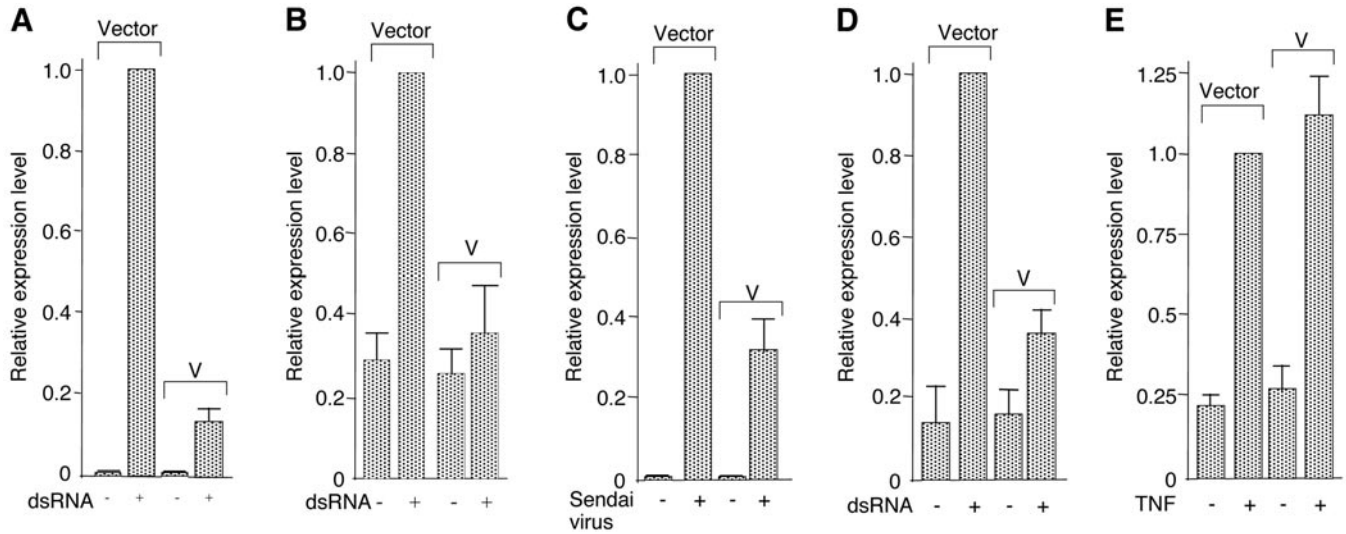 A
Vector
Relative expression level
1.0
0.8
0.6
0.4
0.2
0
V
dsRNA - + - +
B
Vector
Relative expression level
1.0
0.8
0.6
0.4
0.2
0
V
dsRNA - + - +
C
Vector
Relative expression level
1.0
0.8
0.6
0.4
0.2
0
V
Sendai - + - +
virus
D
Vector
Relative expression level
1.0
0.8
0.6
0.4
0.2
0
V
dsRNA - + - +
E
V
Vector
Relative expression level
1.25
1.0
0.75
0.5
0.25
0
TNF - + - +